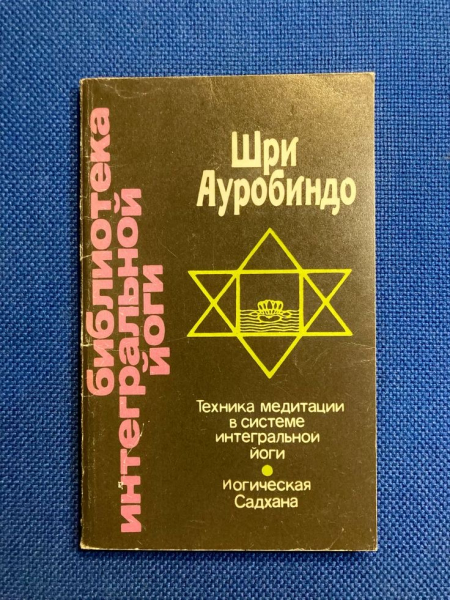 библиотека
интегральной
йоги
Шри
Ауробиндо
Техника медитации
в системе
интегральной
йоги
иогическая
Садхана